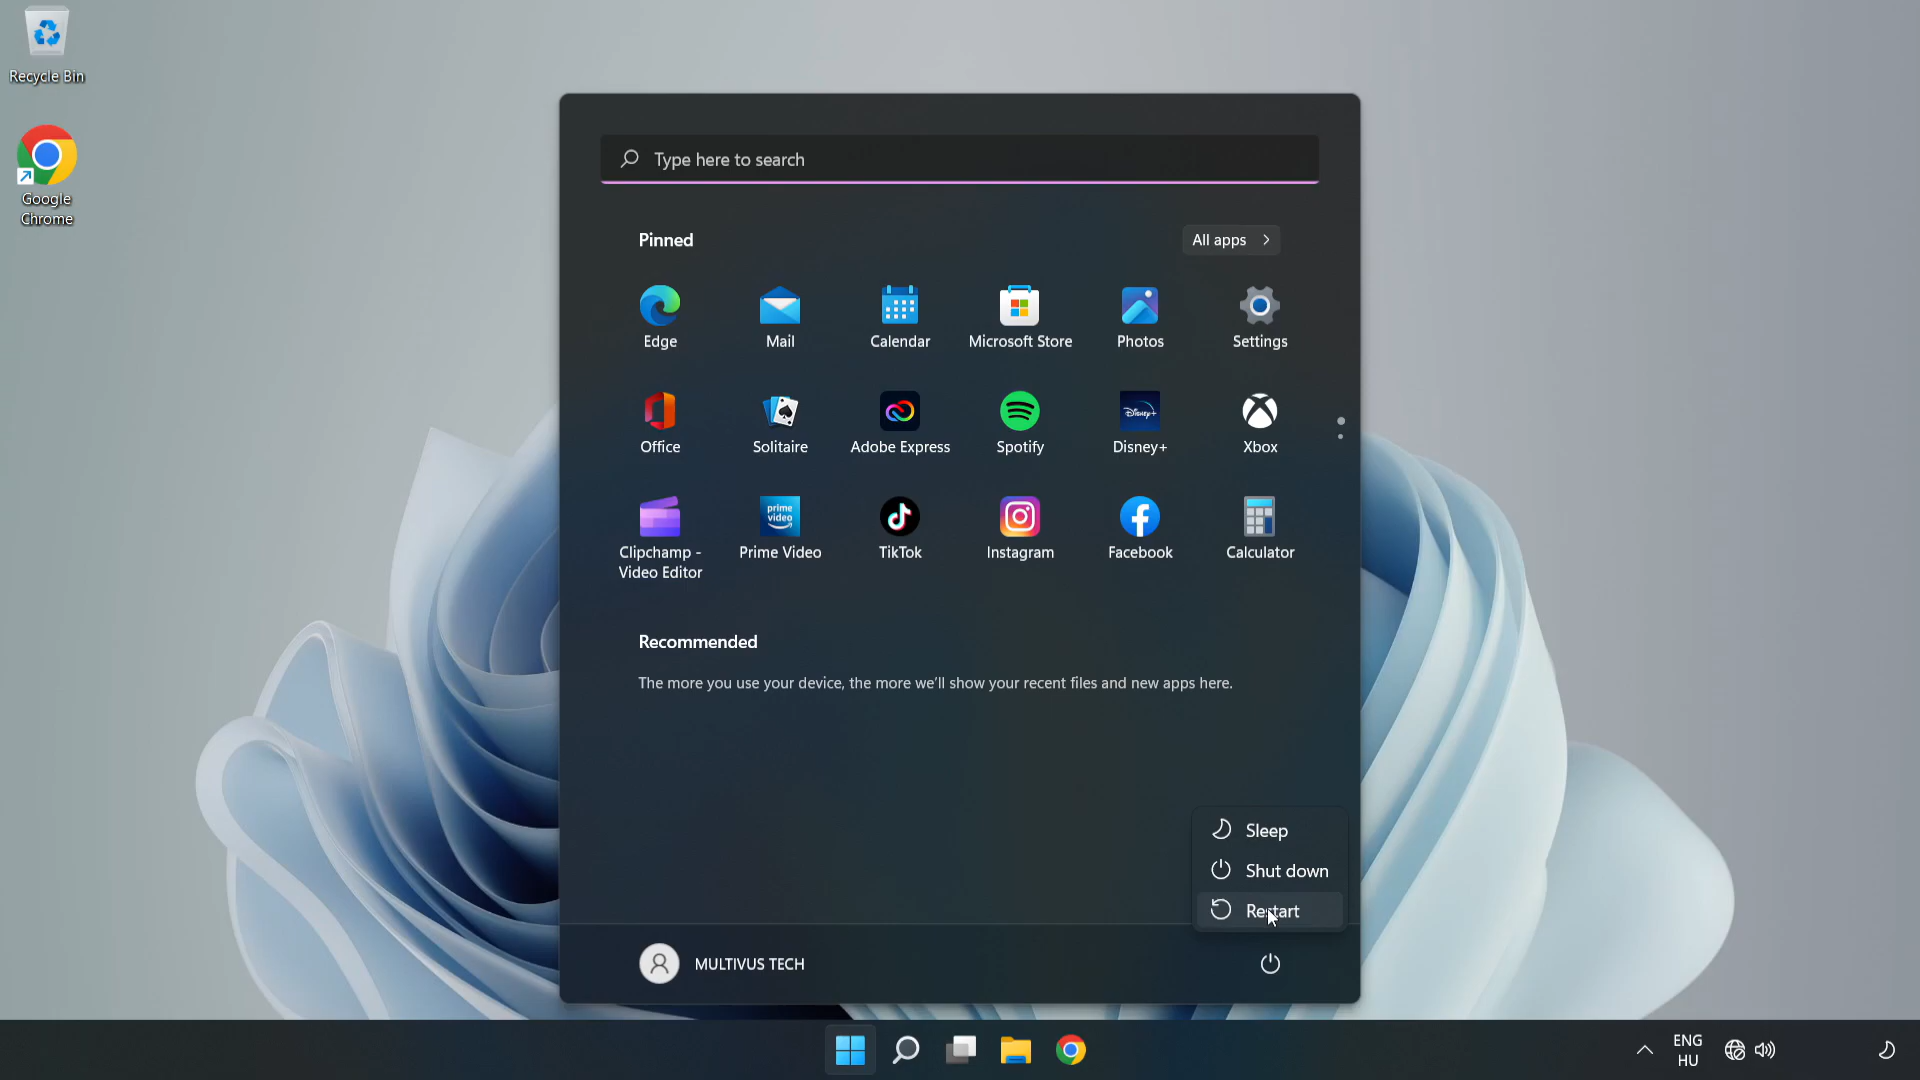 Recycle Bin
Google
Chrome
Type here to search
Pinned
All apps
Edge
Mail
Calendar
Microsoft Store
Photos
Settings
Office
Solitaire
Adobe Express
Spotify
Disney+
Disney+
Xbox
prime
video
Clipchamp -
Video Editor
Prime Video
TikTok
Instagram
Facebook
Calculator
Recommended
The more you use your device, the more we'll show your recent files and new apps here.
Sleep
Shut down
Restart
MULTIVUS TECH
ENG
HU